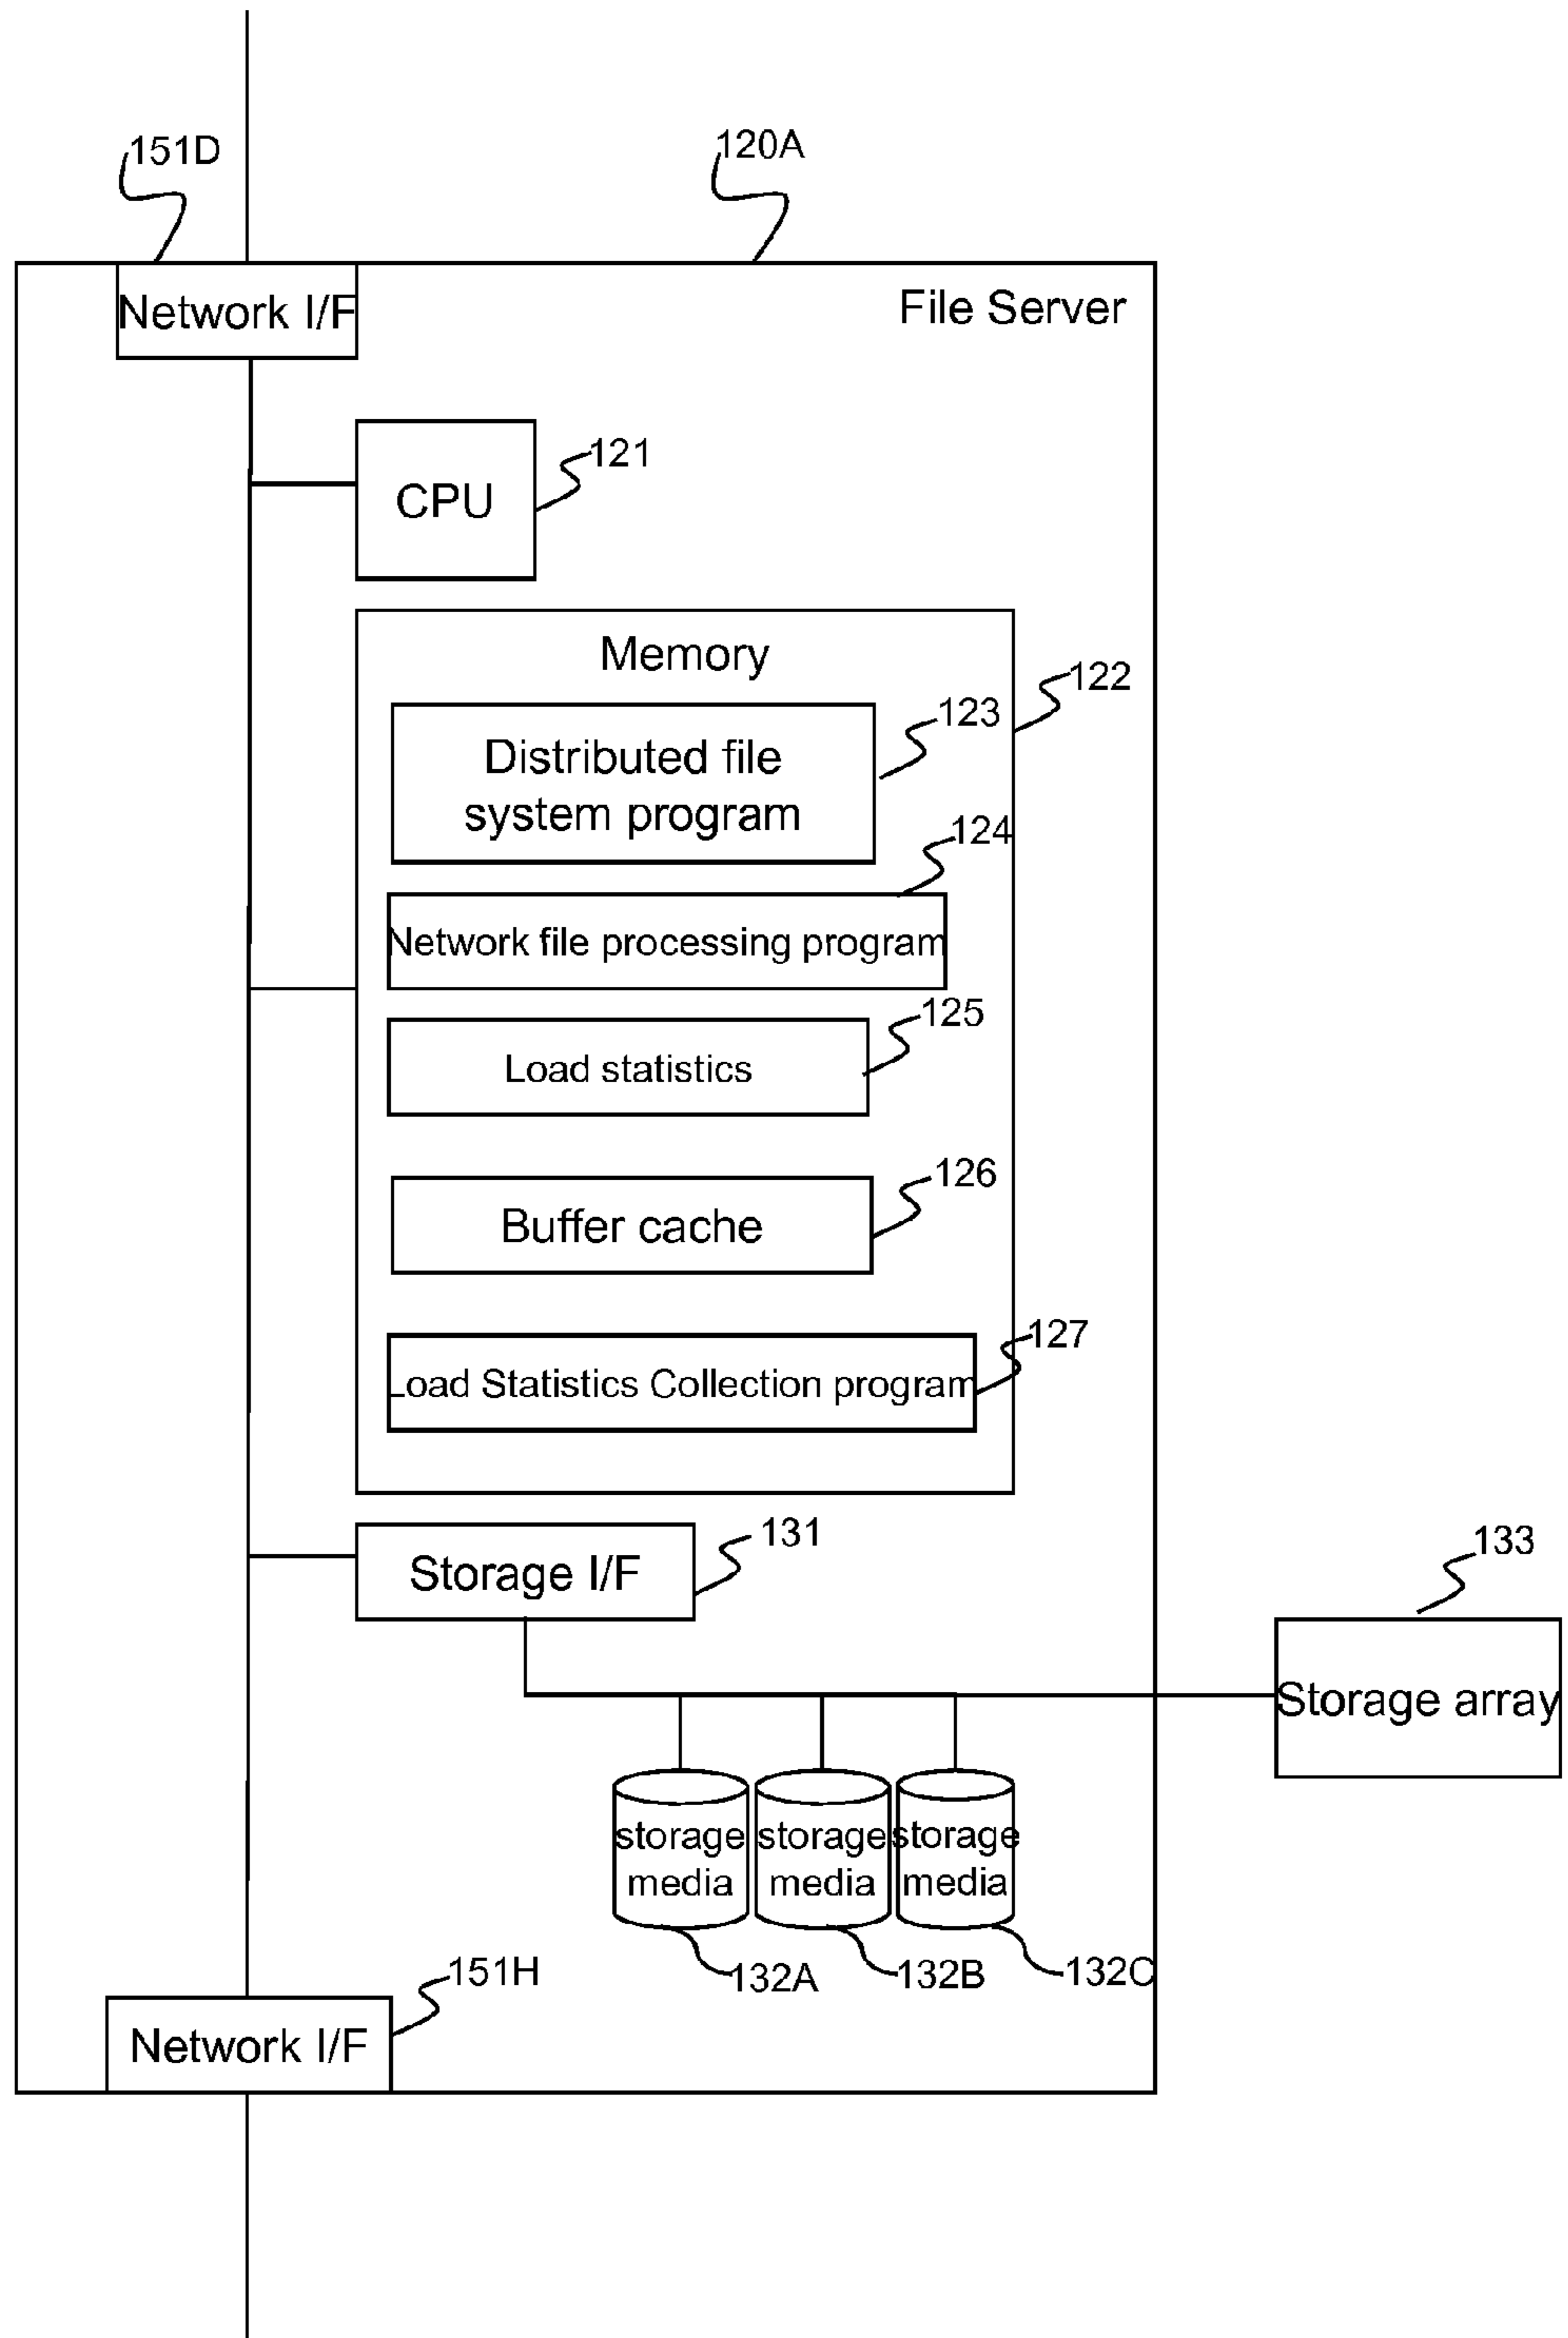 151D
120A
Network I/F
File Server
121
CPU
Memory
122
123
Distributed file
system program
124
Network file processing program
125
Load statistics
126
Buffer cache
127
Load Statistics Collection program
131
Storage I/F
133
Storage array
storage
media
storage
media
storage
media
132A
132B
132C
151H
Network I/F